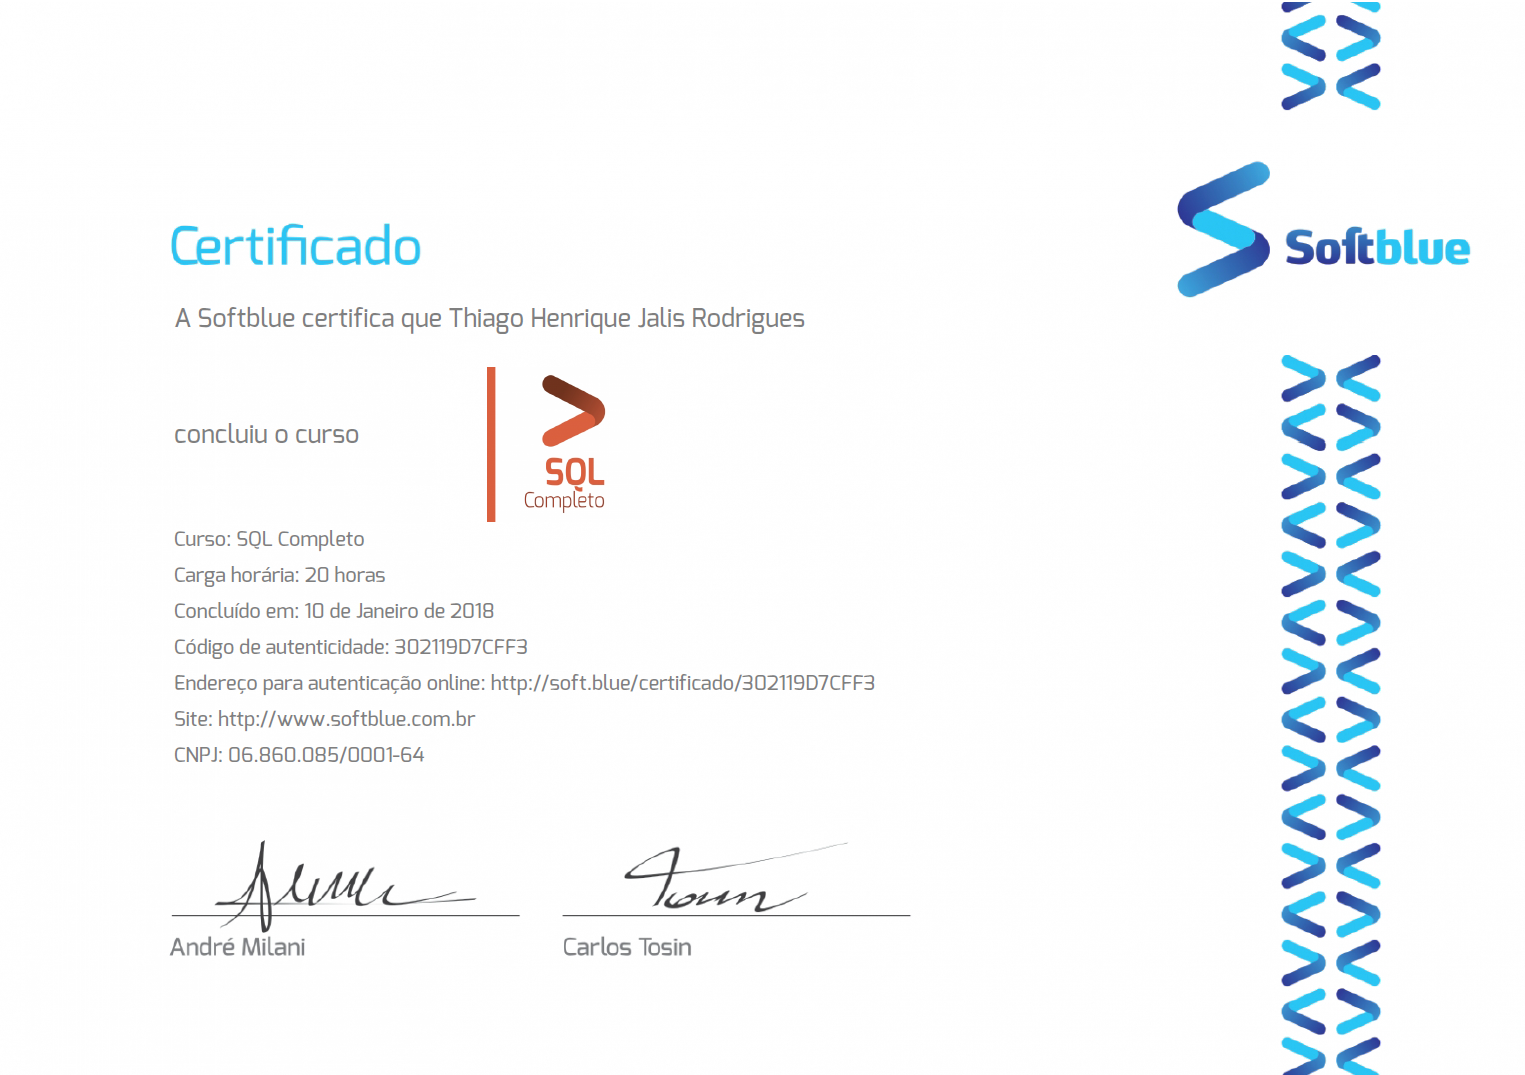 Certificado
Softblue
A Softblue certifica que Thiago Henrique Jalis Rodrigues
concluiu o curso
SQL
Completo
Curso: SQL Completo
Carga horária: 20 horas
Concluído em: 10 de Janeiro de 2018
Código de autenticidade: 302119D7CFF3
Endereço para autenticação online: http://soft.blue/certificado/302119D7CFF3
Site: http://www.softblue.com.br
CNPJ: 06.860.085/0001-64
André Milani
Carlos Tosin